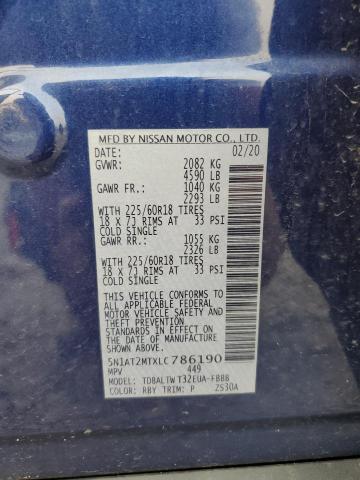 MFD BY NISSAN MOTOR CO., LTD.
DATE: 02/20
GVWR: 2082 KG
4590 LB
GAWR FR.: 1040 KG
2293 LB
WITH 225/60R18 TIRES
18 X 7J RIMS AT 33 PSI
COLD SINGLE
GAWR RR.: 1055 KG
2326 LB
WITH 225/60R18 TIRES
18 X 7J RIMS AT 33 PSI
COLD SINGLE
THIS VEHICLE CONFORMS TO ALL
APPLICABLE FEDERAL MOTOR
VEHICLE SAFETY AND BUMPER
STANDARDS IN EFFECT ON THE
DATE OF MANUFACTURE SHOWN
ABOVE.
5N1AT2MTXLC786190
MPV 449
MODEL: TDBALTW T32EUA-FBBB
COLOR: RBY TRIM: P ZS30A